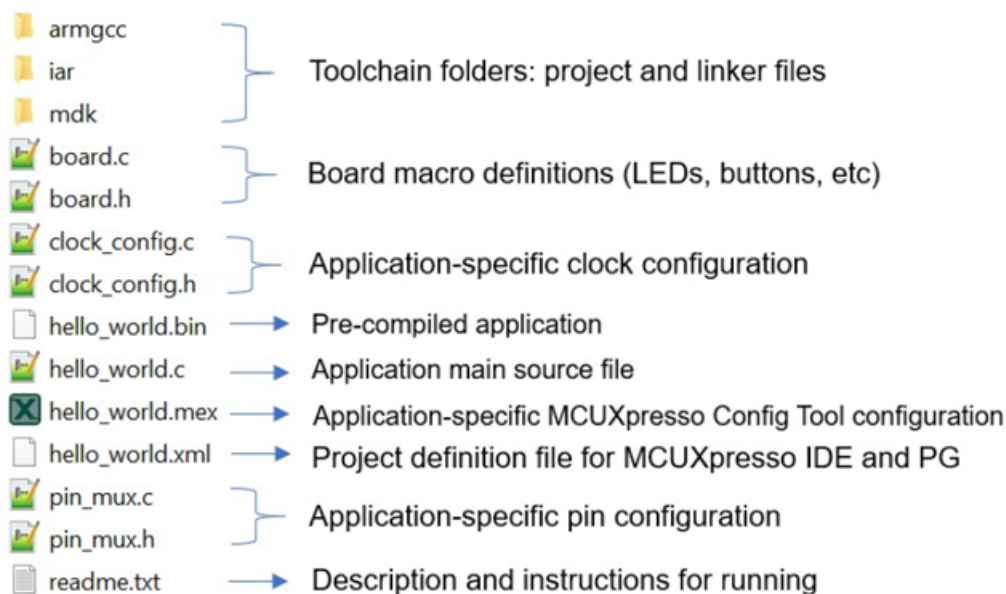 armgcc
iar
mdk
Toolchain folders: project and linker files
board.c
board.h
Board macro definitions (LEDs, buttons, etc)
clock_config.c
clock_config.h
Application-specific clock configuration
hello_world.bin Pre-compiled application
hello_world.c Application main source file
hello_world.mex Application-specific MCUXpresso Config Tool configuration
hello_world.xml Project definition file for MCUXpresso IDE and PG
pin_mux.c
pin_mux.h
Application-specific pin configuration
readme.txt Description and instructions for running